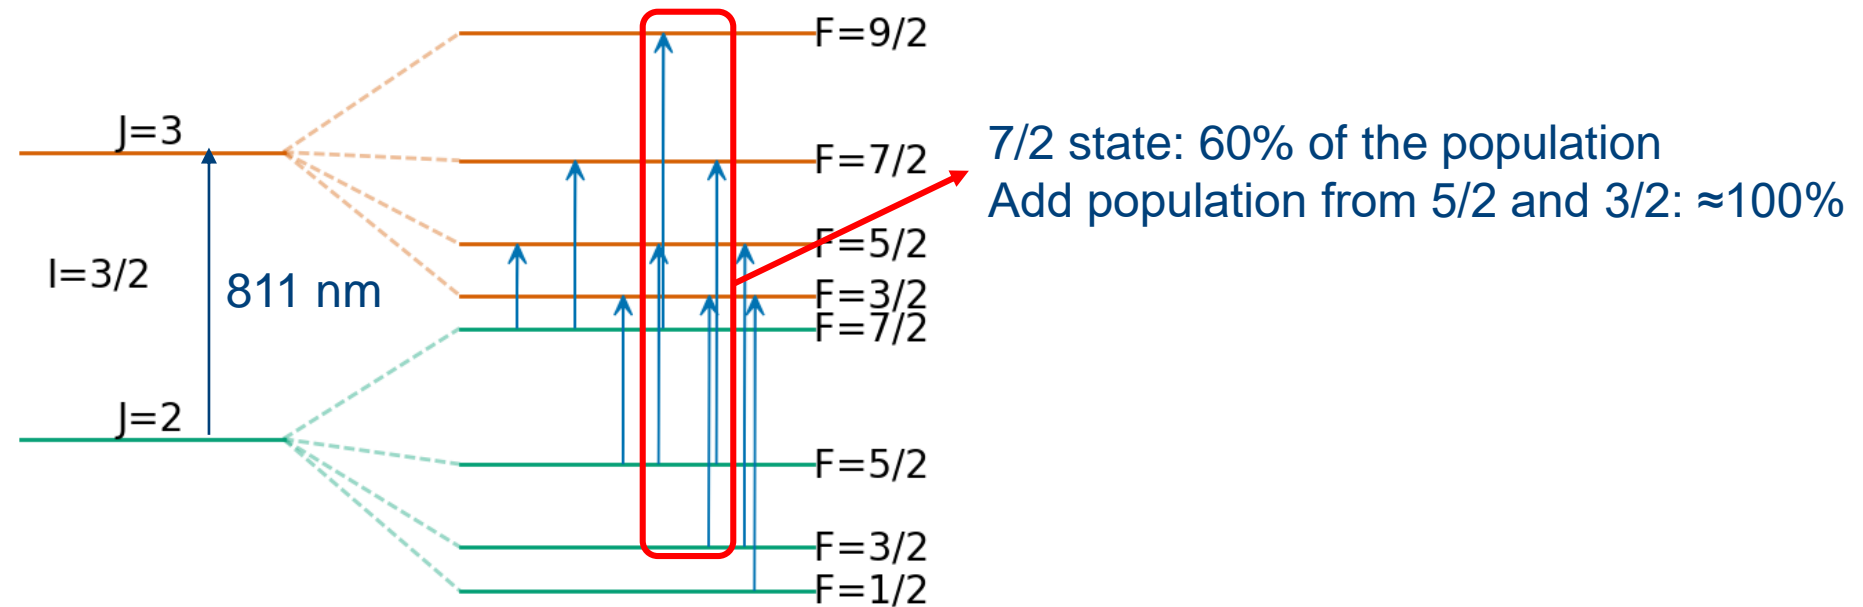 F=9/2
J=3
F=7/2
7/2 state: 60% of the population
Add population from 5/2 and 3/2: ≈100%
F=5/2
I=3/2
811 nm
F=3/2
F=7/2
J=2
F=5/2
F=3/2
F=1/2